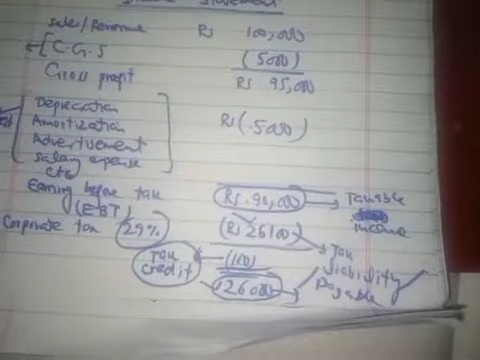 Statement
Sale/Revenue Rs 100,000
C.G.S (5000)
Gross profit Rs 95,000
Depreciation
Amortization Rs (5000)
Advertisement
Salary expense
etc
Earning before tax Rs. 90,000 Taxable
(EBT) income
Corporate tax 29% (Rs 26100) Tax
Tax (100) liability
credit 26000 Payable